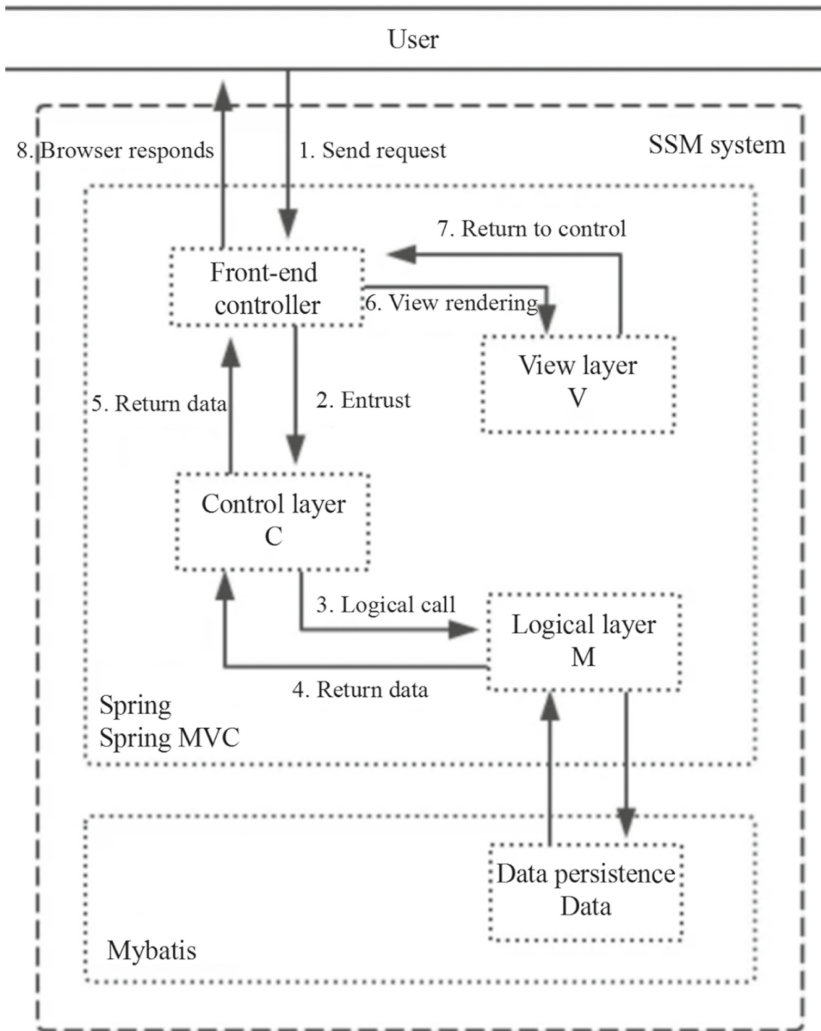 User
SSM system
8. Browser responds
1. Send request
7. Return to control
Front-end
controller
6. View rendering
View layer
V
5. Return data
2. Entrust
Control layer
C
3. Logical call
Logical layer
M
4. Return data
Spring
Spring MVC
Data persistence
Data
Mybatis